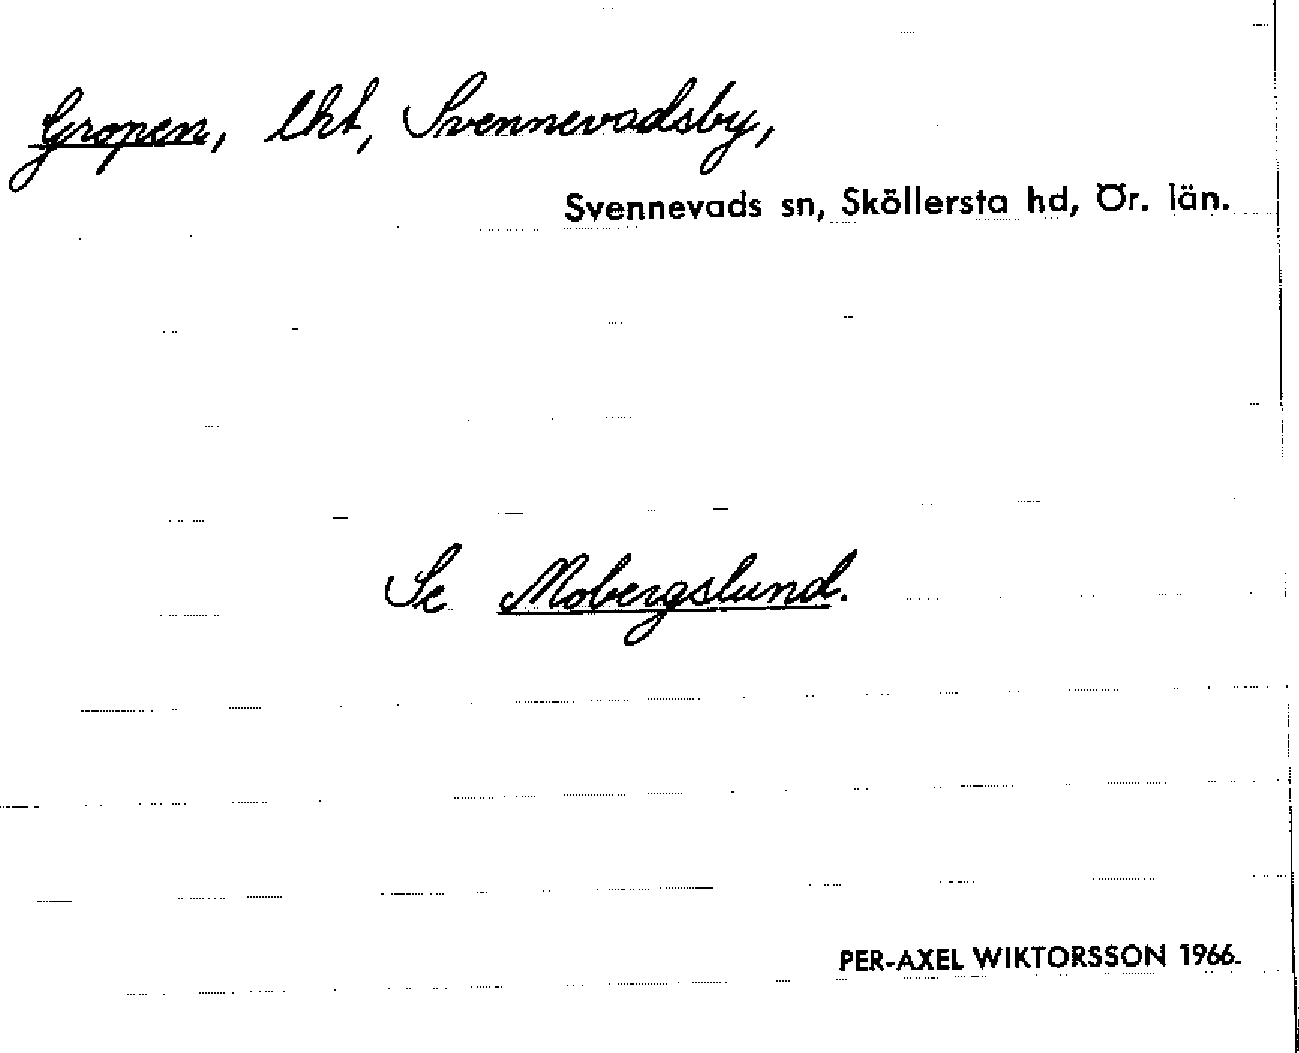 Gropen, lht, Svennevadsby,
Svennevads sn, Sköllersta hd, Ör. län.
Se Mobergslund.
PER-AXEL WIKTORSSON 1966.